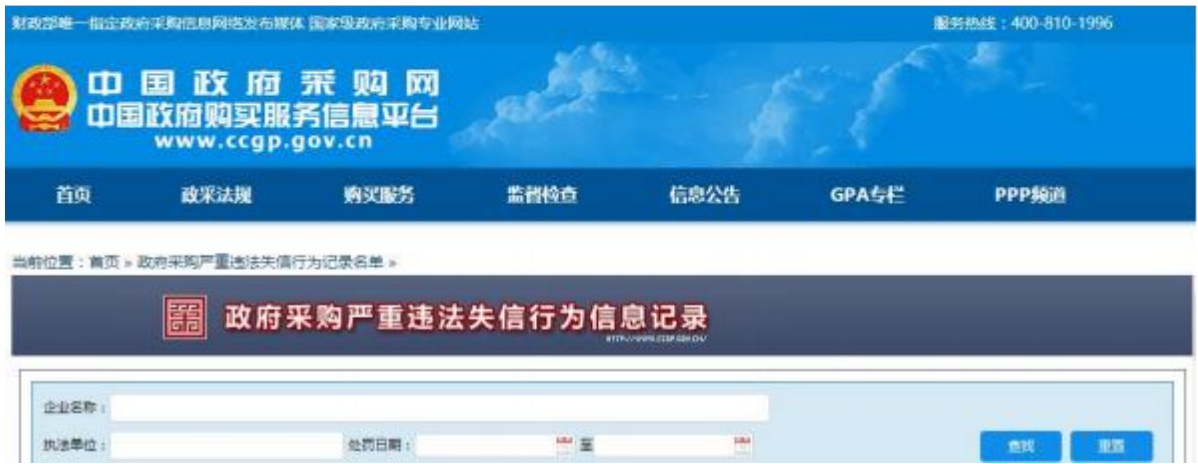 财政部唯一指定政府采购信息网络发布媒体 国家级政府采购专业网站 服务热线：400-810-1996
中国政府采购网
中国政府购买服务信息平台
www.ccgp.gov.cn
首页 政采法规 购买服务 监督检查 信息公告 GPA专栏 PPP频道
当前位置：首页 » 政府采购严重违法失信行为记录名单 »
政府采购严重违法失信行为信息记录
HTTP://WWW.CCGP.GOV.CN/
企业名称：
执法单位： 处罚日期： 至 查找 重置